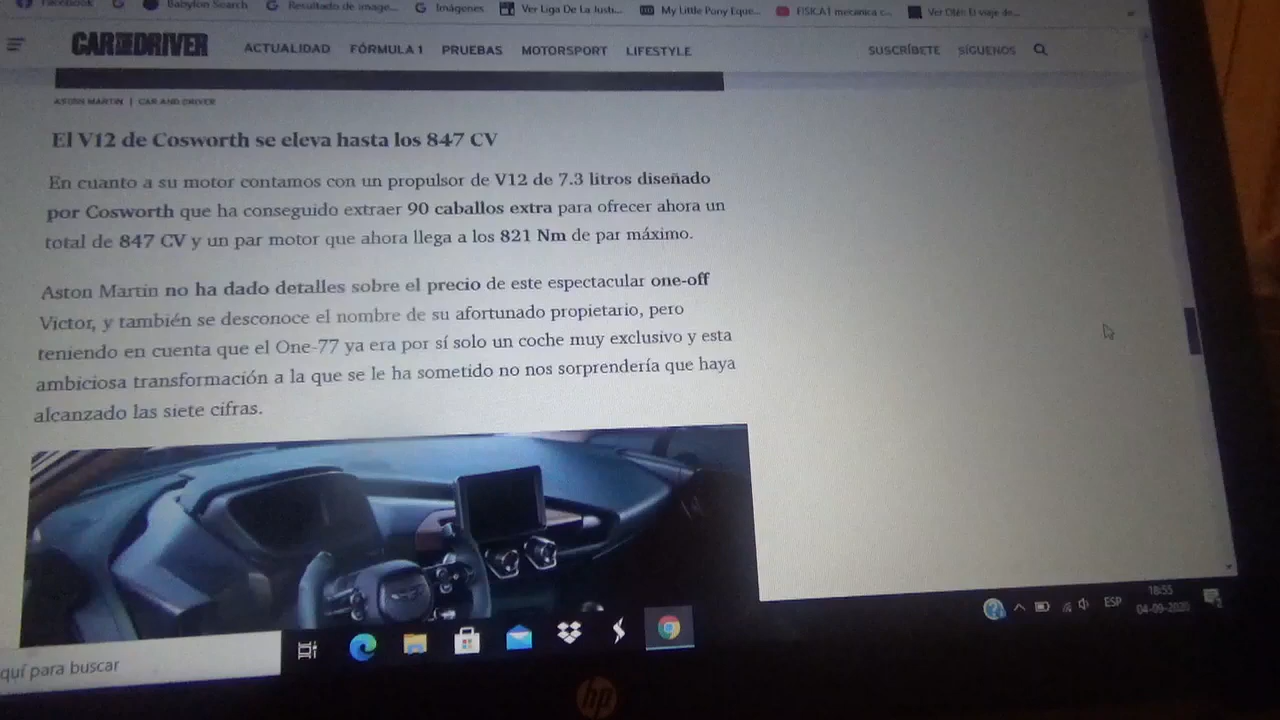 Facebook
Babylon Search
Resultado de image...
Imágenes
Ver Liga De La Justi...
My Little Pony Eque...
FISICA1 mecanica c...
CAR AND DRIVER
ACTUALIDAD
FÓRMULA 1
PRUEBAS
MOTORSPORT
LIFESTYLE
SUSCRÍBETE
SÍGUENOS
ASTON MARTIN | CAR AND DRIVER
El V12 de Cosworth se eleva hasta los 847 CV
En cuanto a su motor contamos con un propulsor de V12 de 7.3 litros diseñado
por Cosworth que ha conseguido extraer 90 caballos extra para ofrecer ahora un
total de 847 CV y un par motor que ahora llega a los 821 Nm de par máximo.
Aston Martin no ha dado detalles sobre el precio de este espectacular one-off
Victor, y también se desconoce el nombre de su afortunado propietario, pero
teniendo en cuenta que el One-77 ya era por sí solo un coche muy exclusivo y esta
ambiciosa transformación a la que se le ha sometido no nos sorprendería que haya
alcanzado las siete cifras.
ESP
18:55
04-09-2020
quí para buscar
hp